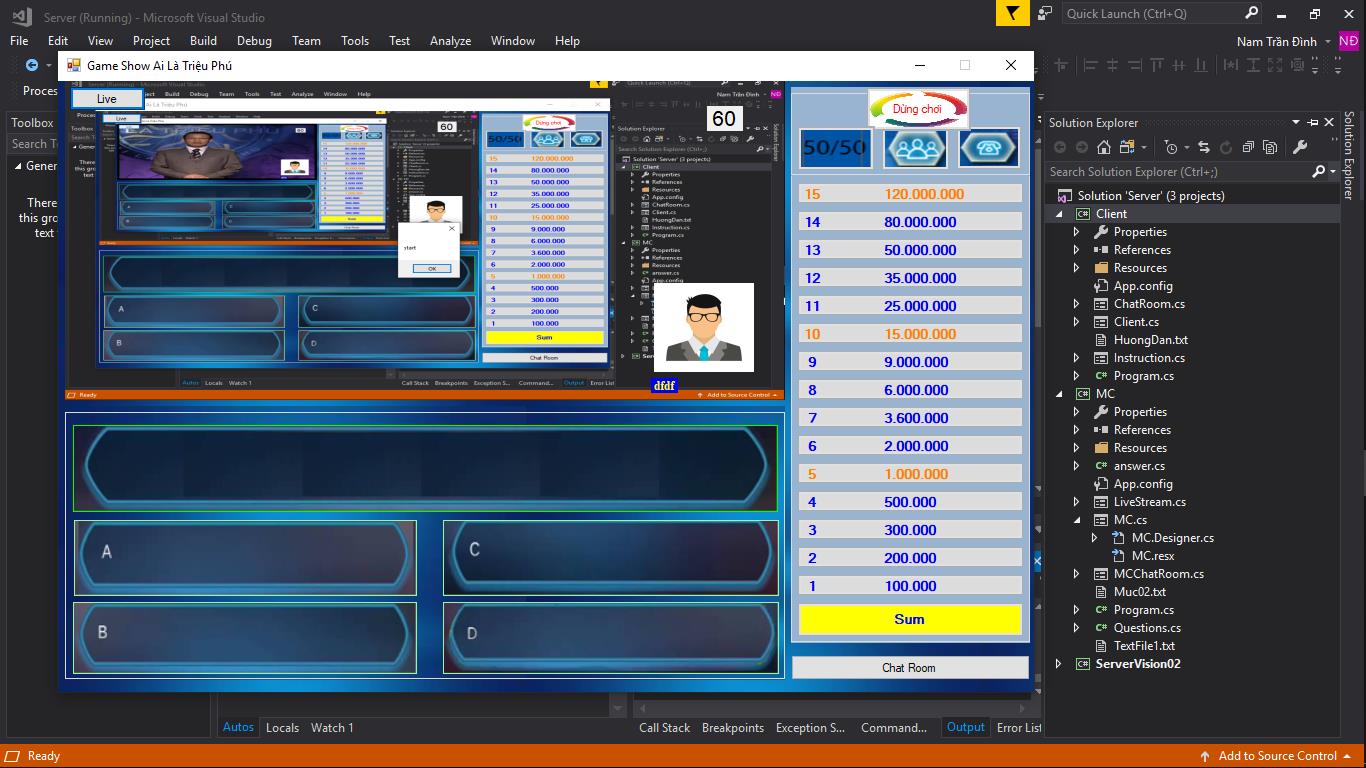 Server (Running) - Microsoft Visual Studio
Quick Launch (Ctrl+Q)
File Edit View Project Build Debug Team Tools Test Analyze Window Help
Nam Trần Đình
NĐ
Game Show Ai Là Triệu Phú
Proces
Toolbox
Search To
Gener
There
this gro
text
Live
60
dfdf
start
OK
Dừng chơi
50/50
15 120.000.000
14 80.000.000
13 50.000.000
12 35.000.000
11 25.000.000
10 15.000.000
9 9.000.000
8 6.000.000
7 3.600.000
6 2.000.000
5 1.000.000
4 500.000
3 300.000
2 200.000
1 100.000
Sum
Chat Room
A
C
B
D
Solution Explorer
Search Solution Explorer (Ctrl+;)
Solution 'Server' (3 projects)
Client
Properties
References
Resources
App.config
ChatRoom.cs
Client.cs
HuongDan.txt
Instruction.cs
Program.cs
MC
Properties
References
Resources
answer.cs
App.config
LiveStream.cs
MC.cs
MC.Designer.cs
MC.resx
MCChatRoom.cs
Muc02.txt
Program.cs
Questions.cs
TextFile1.txt
ServerVision02
Solution Explorer
Autos Locals Watch 1
Call Stack Breakpoints Exception S... Command... Output Error List
Ready
Add to Source Control